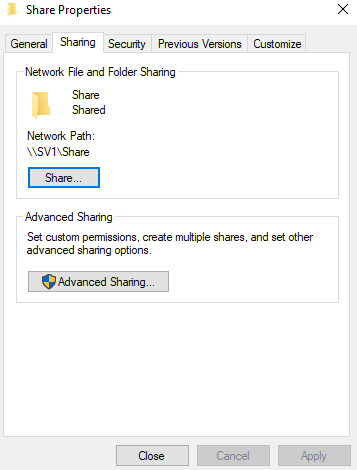 Share Properties
General
Sharing
Security
Previous Versions
Customize
Network File and Folder Sharing
Share
Shared
Network Path:
\\SV1\Share
Share...
Advanced Sharing
Set custom permissions, create multiple shares, and set other
advanced sharing options.
Advanced Sharing...
Close
Cancel
Apply